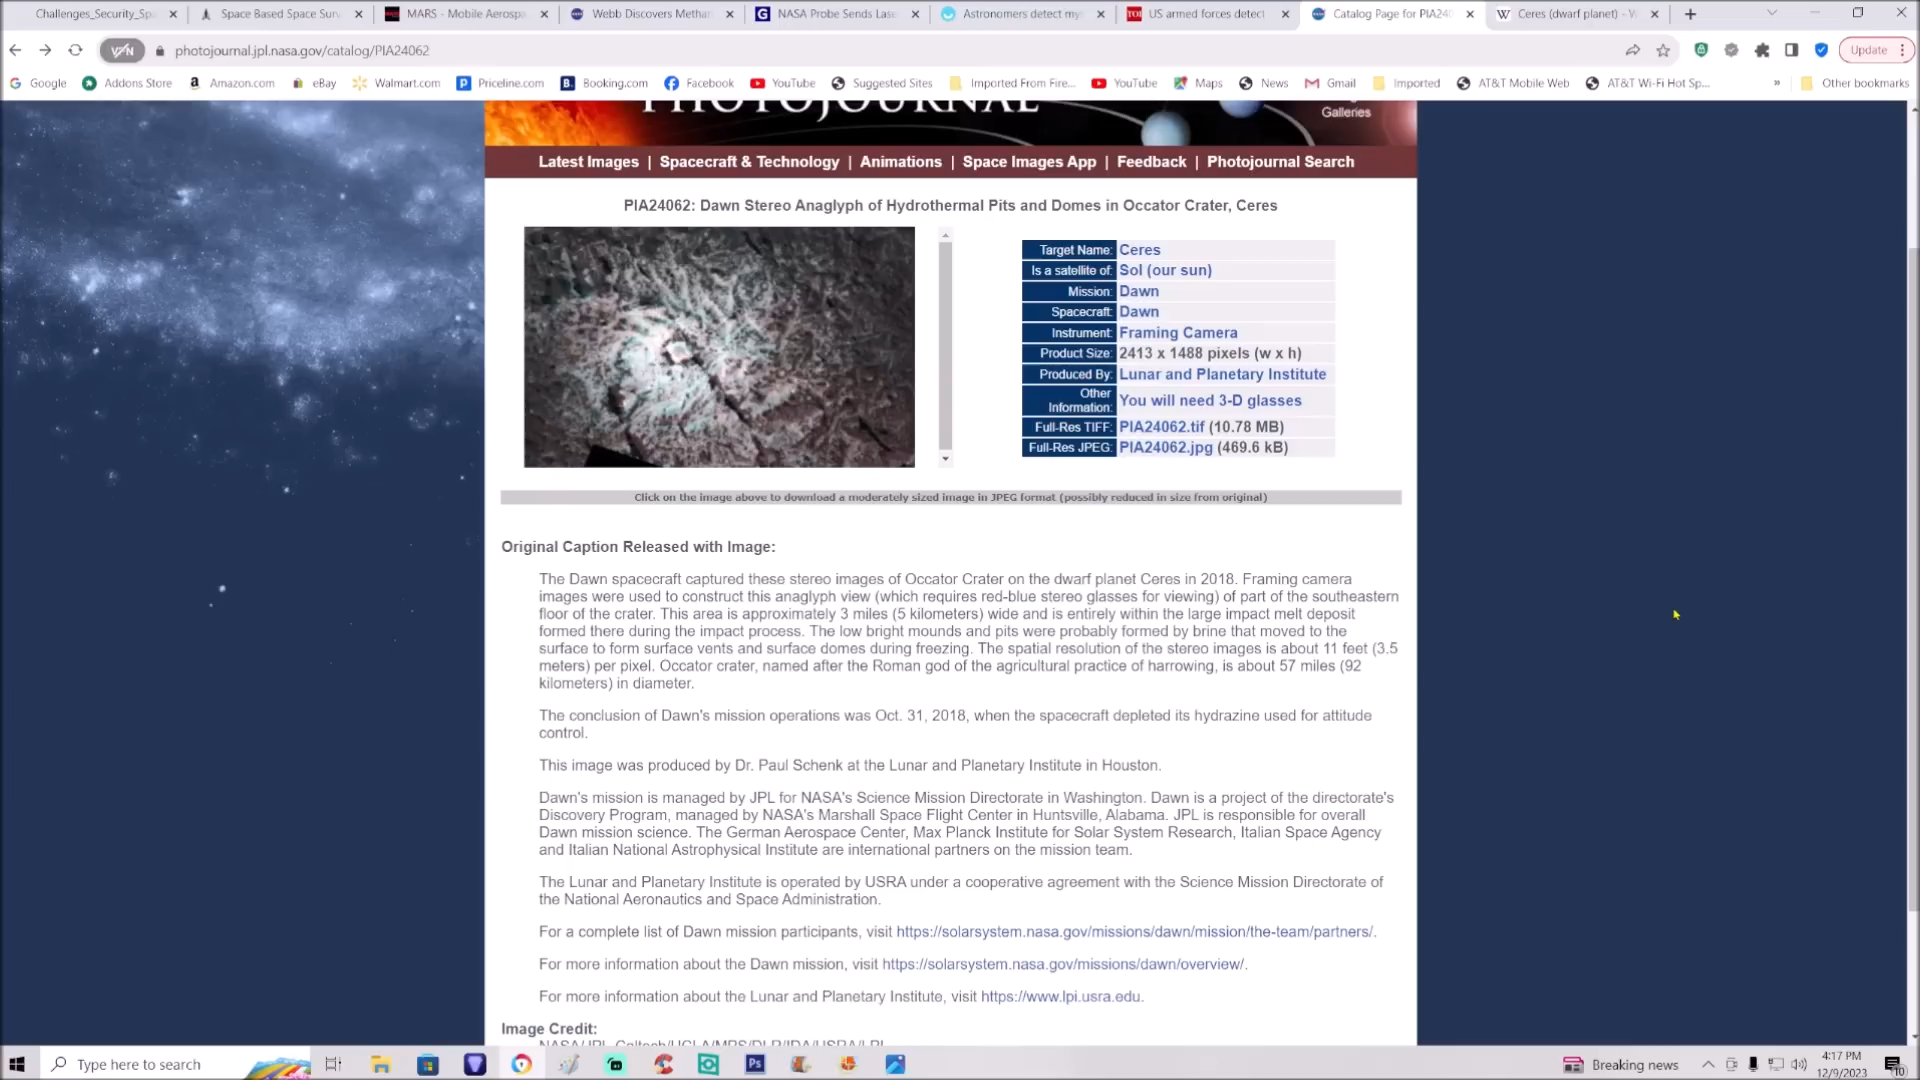 Challenges_Security_Sp
Space Based Space Surv
MARS - Mobile Aerospa
Webb Discovers Methan
NASA Probe Sends Lase
Astronomers detect my
US armed forces detect
Catalog Page for PIA240
Ceres (dwarf planet) - W
VPN
photojournal.jpl.nasa.gov/catalog/PIA24062
Update
Google
Addons Store
Amazon.com
eBay
Walmart.com
Priceline.com
Booking.com
Facebook
YouTube
Suggested Sites
Imported From Fire...
YouTube
Maps
News
Gmail
Imported
AT&T Mobile Web
AT&T Wi-Fi Hot Sp...
»
Other bookmarks
PHOTOJOURNAL
Galleries
Latest Images | Spacecraft & Technology | Animations | Space Images App | Feedback | Photojournal Search
PIA24062: Dawn Stereo Anaglyph of Hydrothermal Pits and Domes in Occator Crater, Ceres
Target Name: Ceres
Is a satellite of: Sol (our sun)
Mission: Dawn
Spacecraft: Dawn
Instrument: Framing Camera
Product Size: 2413 x 1488 pixels (w x h)
Produced By: Lunar and Planetary Institute
Other Information: You will need 3-D glasses
Full-Res TIFF: PIA24062.tif (10.78 MB)
Full-Res JPEG: PIA24062.jpg (469.6 kB)
Click on the image above to download a moderately sized image in JPEG format (possibly reduced in size from original)
Original Caption Released with Image:
The Dawn spacecraft captured these stereo images of Occator Crater on the dwarf planet Ceres in 2018. Framing camera
images were used to construct this anaglyph view (which requires red-blue stereo glasses for viewing) of part of the southeastern
floor of the crater. This area is approximately 3 miles (5 kilometers) wide and is entirely within the large impact melt deposit
formed there during the impact process. The low bright mounds and pits were probably formed by brine that moved to the
surface to form surface vents and surface domes during freezing. The spatial resolution of the stereo images is about 11 feet (3.5
meters) per pixel. Occator crater, named after the Roman god of the agricultural practice of harrowing, is about 57 miles (92
kilometers) in diameter.
The conclusion of Dawn's mission operations was Oct. 31, 2018, when the spacecraft depleted its hydrazine used for attitude
control.
This image was produced by Dr. Paul Schenk at the Lunar and Planetary Institute in Houston.
Dawn's mission is managed by JPL for NASA's Science Mission Directorate in Washington. Dawn is a project of the directorate's
Discovery Program, managed by NASA's Marshall Space Flight Center in Huntsville, Alabama. JPL is responsible for overall
Dawn mission science. The German Aerospace Center, Max Planck Institute for Solar System Research, Italian Space Agency
and Italian National Astrophysical Institute are international partners on the mission team.
The Lunar and Planetary Institute is operated by USRA under a cooperative agreement with the Science Mission Directorate of
the National Aeronautics and Space Administration.
For a complete list of Dawn mission participants, visit https://solarsystem.nasa.gov/missions/dawn/mission/the-team/partners/.
For more information about the Dawn mission, visit https://solarsystem.nasa.gov/missions/dawn/overview/.
For more information about the Lunar and Planetary Institute, visit https://www.lpi.usra.edu.
Image Credit:
NASA/JPL-Caltech/UCLA/MPS/DLR/IDA/USRA/LPI
Type here to search
Ps
Breaking news
4:17 PM
12/9/2023
10